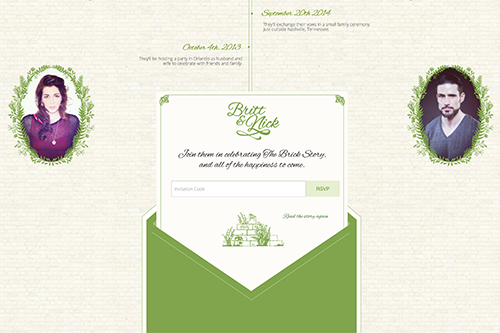 September 20th 2014
They'll exchange their vows in a small family ceremony
just outside Nashville, Tennessee.
October 4th, 2013
They'll be hosting a party in Orlando as husband and
wife to celebrate with friends and family.
Britt
& Nick
Join them in celebrating The Brick Story,
and all of the happiness to come.
Invitation Code
RSVP
Read the story again